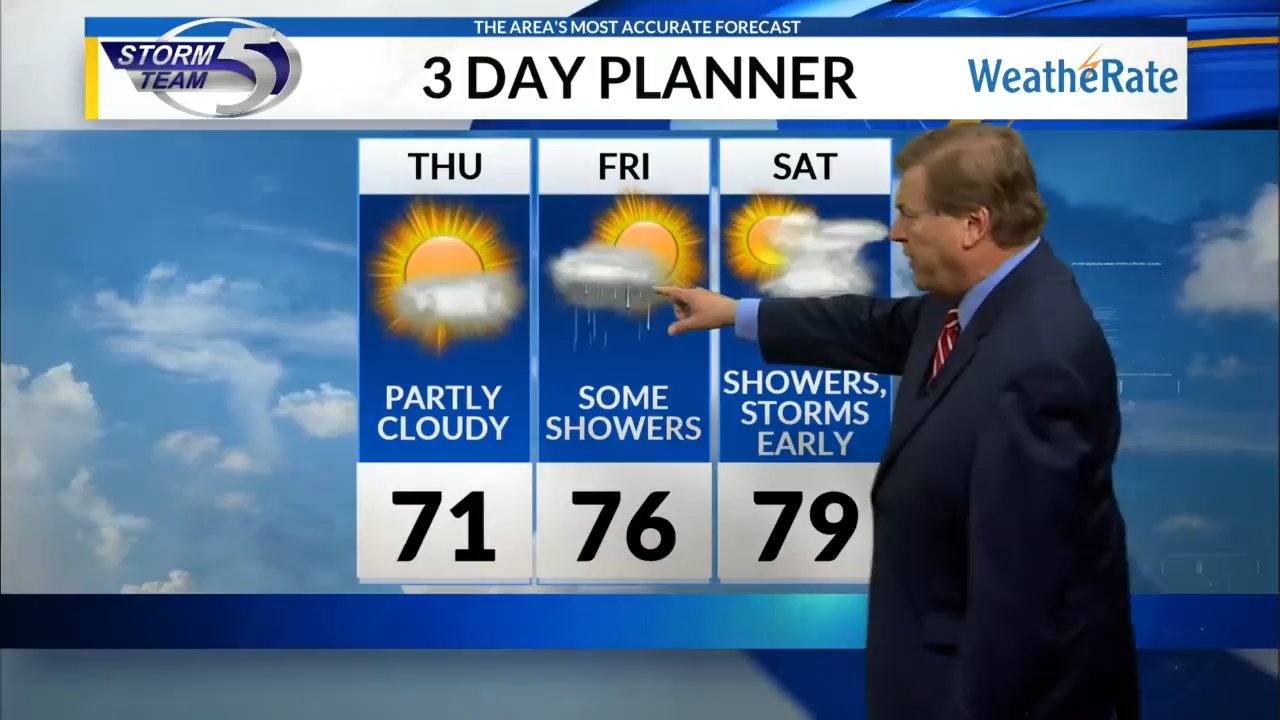 THE AREA'S MOST ACCURATE FORECAST
STORM
TEAM
5
3 DAY PLANNER
WeatheRate
THU
FRI
SAT
PARTLY
CLOUDY
SOME
SHOWERS
SHOWERS,
STORMS
EARLY
71
76
79